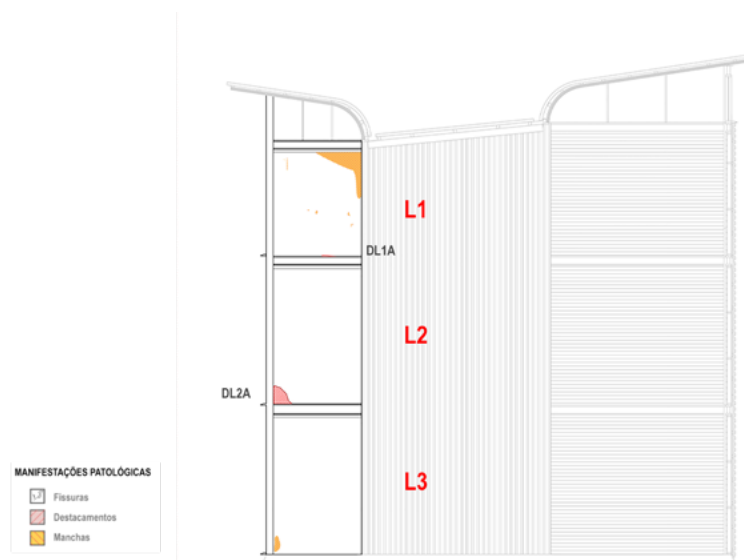 L1
DL1A
L2
DL2A
L3
MANIFESTAÇÕES PATOLÓGICAS
Fissuras
Destacamentos
Manchas